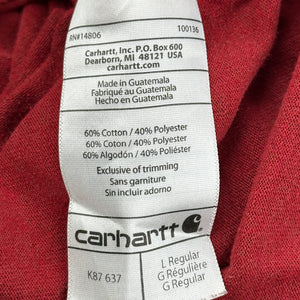 RN#14806 100136
Carhartt, Inc. P.O. Box 600
Dearborn, MI 48121 USA
carhartt.com
Made in Guatemala
Fabriqué au Guatemala
Hecho en Guatemala
60% Cotton / 40% Polyester
60% Cotton / 40% Polyester
60% Algodón / 40% Poliéster
Exclusive of trimming
Sans garniture
Sin incluir adorno
carhartt
K87 637
L Regular
G Régulière
G Regular